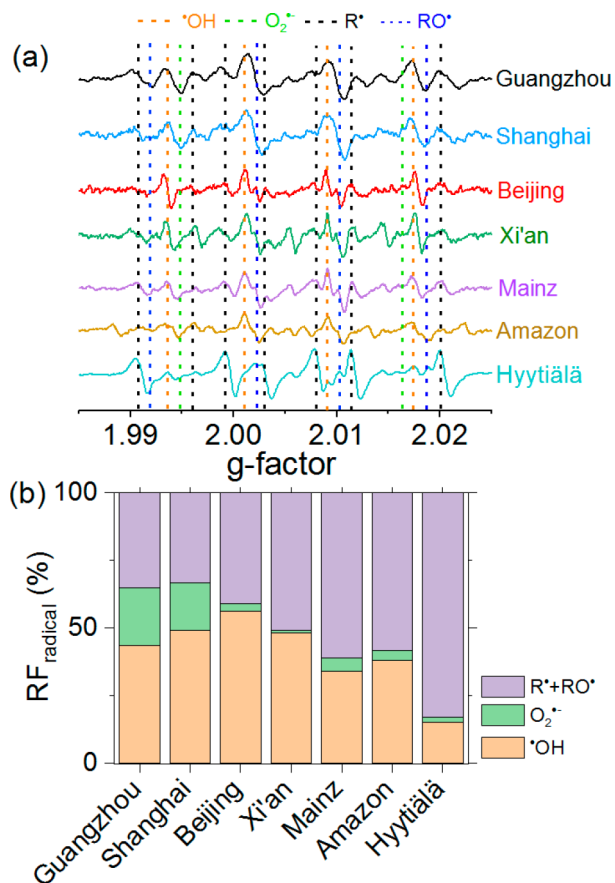 •OH O₂•⁻ R• RO•
(a)
Guangzhou
Shanghai
Beijing
Xi'an
Mainz
Amazon
Hyytiälä
1.99 2.00 2.01 2.02
g-factor
(b)
100
50
0
RFradical (%)
R•+RO•
O₂•⁻
•OH
Guangzhou Shanghai Beijing Xi'an Mainz Amazon Hyytiälä